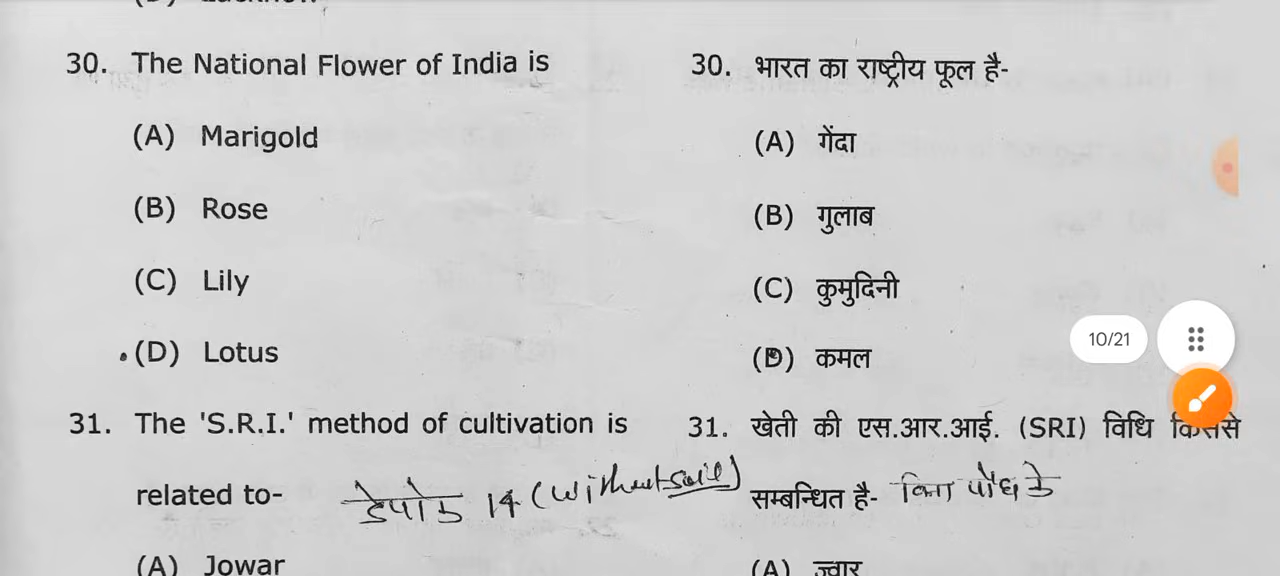 30. The National Flower of India is
(A) Marigold
(B) Rose
(C) Lily
(D) Lotus
31. The 'S.R.I.' method of cultivation is
related to-
14 (without soil)
(A) Jowar
30. भारत का राष्ट्रीय फूल है-
(A) गेंदा
(B) गुलाब
(C) कुमुदिनी
(D) कमल
31. खेती की एस.आर.आई. (SRI) विधि किससे
सम्बन्धित है-
(A) ज्वार
10/21